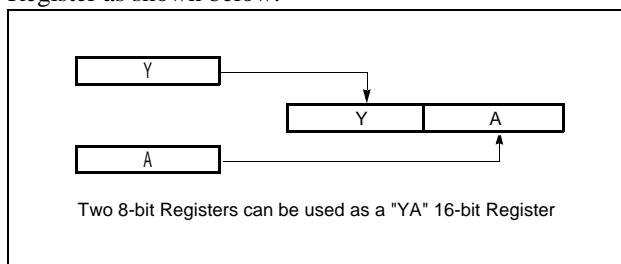 Register as shown below.
Y
Y A
A
Two 8-bit Registers can be used as a "YA" 16-bit Register